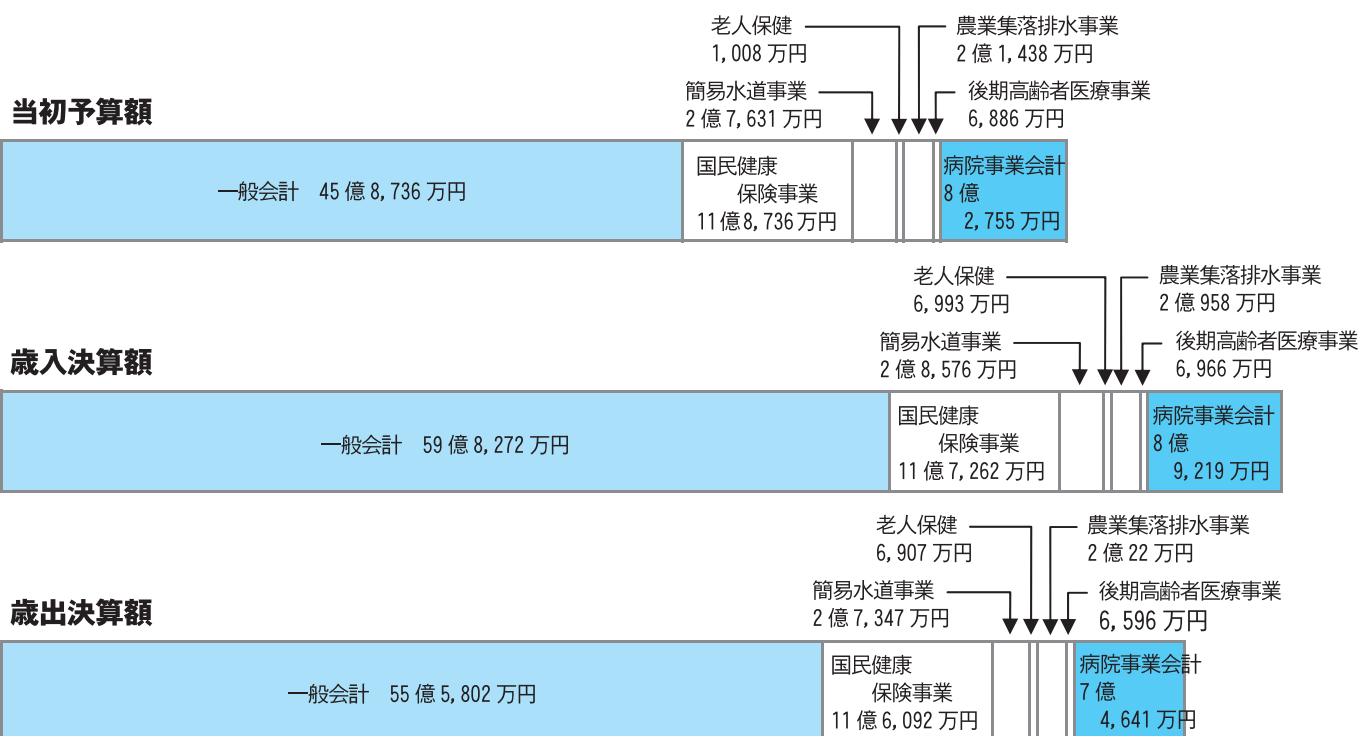 老人保健
1,008 万円
農業集落排水事業
2 億 1,438 万円
簡易水道事業
2 億 7,631 万円
後期高齢者医療事業
6,886 万円
当初予算額
一般会計 45 億 8,736 万円
国民健康
保険事業
11 億 8,736 万円
病院事業会計
8 億
2,755 万円
老人保健
6,993 万円
農業集落排水事業
2 億 958 万円
簡易水道事業
2 億 8,576 万円
後期高齢者医療事業
6,966 万円
歳入決算額
一般会計 59 億 8,272 万円
国民健康
保険事業
11 億 7,262 万円
病院事業会計
8 億
9,219 万円
老人保健
6,907 万円
農業集落排水事業
2 億 22 万円
簡易水道事業
2 億 7,347 万円
後期高齢者医療事業
6,596 万円
歳出決算額
一般会計 55 億 5,802 万円
国民健康
保険事業
11 億 6,092 万円
病院事業会計
7 億
4,641 万円